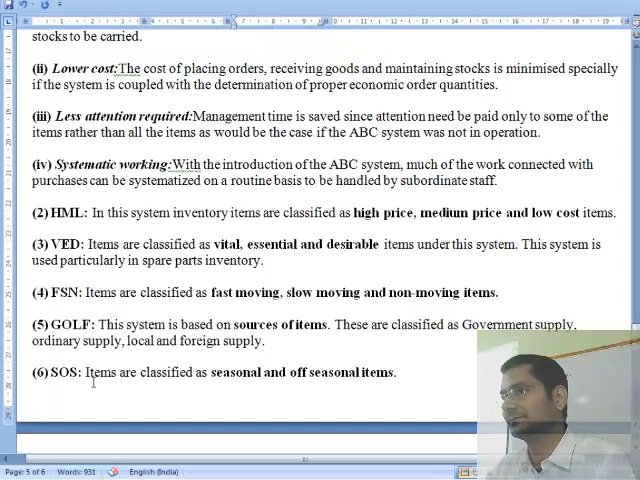 stocks to be carried.
(ii) Lower cost:The cost of placing orders, receiving goods and maintaining stocks is minimised specially
if the system is coupled with the determination of proper economic order quantities.
(iii) Less attention required:Management time is saved since attention need be paid only to some of the
items rather than all the items as would be the case if the ABC system was not in operation.
(iv) Systematic working:With the introduction of the ABC system, much of the work connected with
purchases can be systematized on a routine basis to be handled by subordinate staff.
(2) HML: In this system inventory items are classified as high price, medium price and low cost items.
(3) VED: Items are classified as vital, essential and desirable items under this system. This system is
used particularly in spare parts inventory.
(4) FSN: Items are classified as fast moving, slow moving and non-moving items.
(5) GOLF: This system is based on sources of items. These are classified as Government supply,
ordinary supply, local and foreign supply.
(6) SOS: Items are classified as seasonal and off seasonal items.
Page: 5 of 6 Words: 931 English (India)